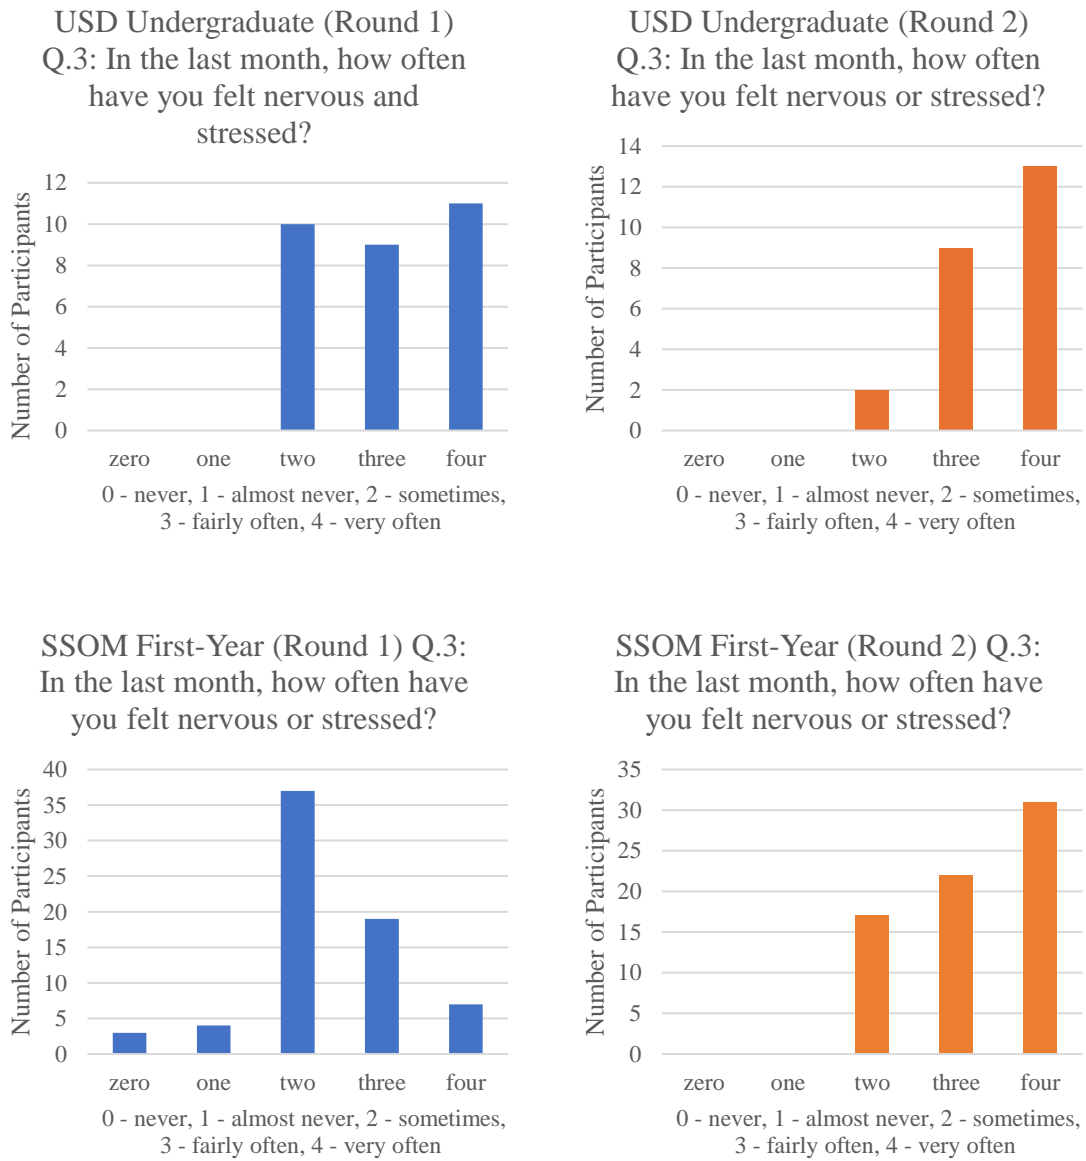 USD Undergraduate (Round 1)
Q.3: In the last month, how often
have you felt nervous and
stressed?
Number of Participants
12
10
8
6
4
2
0
zero one two three four
0 - never, 1 - almost never, 2 - sometimes,
3 - fairly often, 4 - very often
USD Undergraduate (Round 2)
Q.3: In the last month, how often
have you felt nervous or stressed?
Number of Participants
14
12
10
8
6
4
2
0
zero one two three four
0 - never, 1 - almost never, 2 - sometimes,
3 - fairly often, 4 - very often
SSOM First-Year (Round 1) Q.3:
In the last month, how often have
you felt nervous or stressed?
Number of Participants
40
35
30
25
20
15
10
5
0
zero one two three four
0 - never, 1 - almost never, 2 - sometimes,
3 - fairly often, 4 - very often
SSOM First-Year (Round 2) Q.3:
In the last month, how often have
you felt nervous or stressed?
Number of Participants
35
30
25
20
15
10
5
0
zero one two three four
0 - never, 1 - almost never, 2 - sometimes,
3 - fairly often, 4 - very often